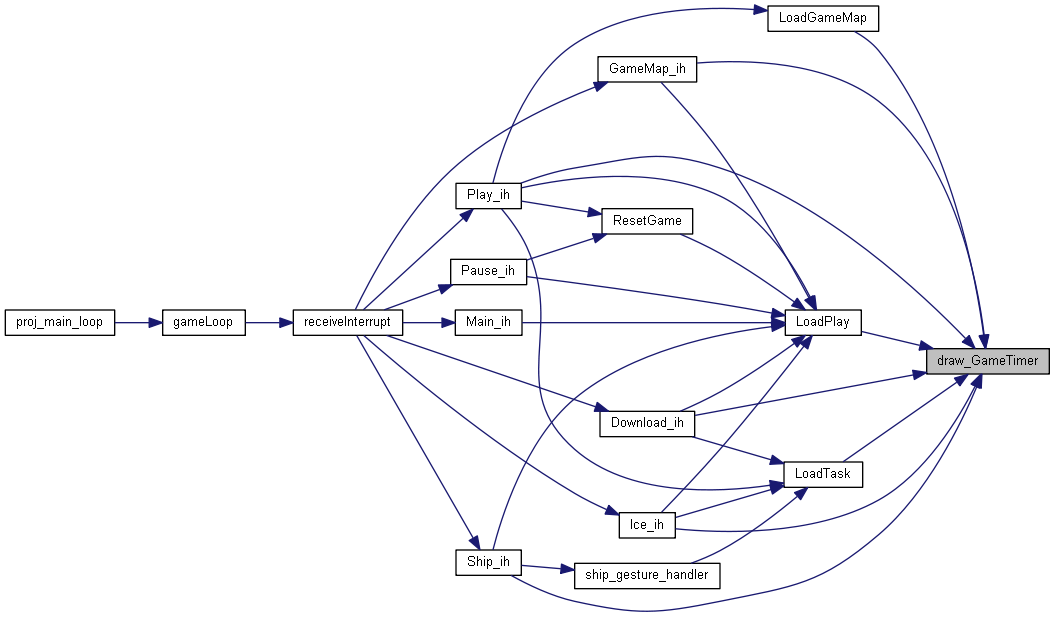 LoadGameMap
GameMap_ih
Play_ih
ResetGame
Pause_ih
proj_main_loop
gameLoop
receiveInterrupt
Main_ih
LoadPlay
draw_GameTimer
Download_ih
LoadTask
Ice_ih
Ship_ih
ship_gesture_handler